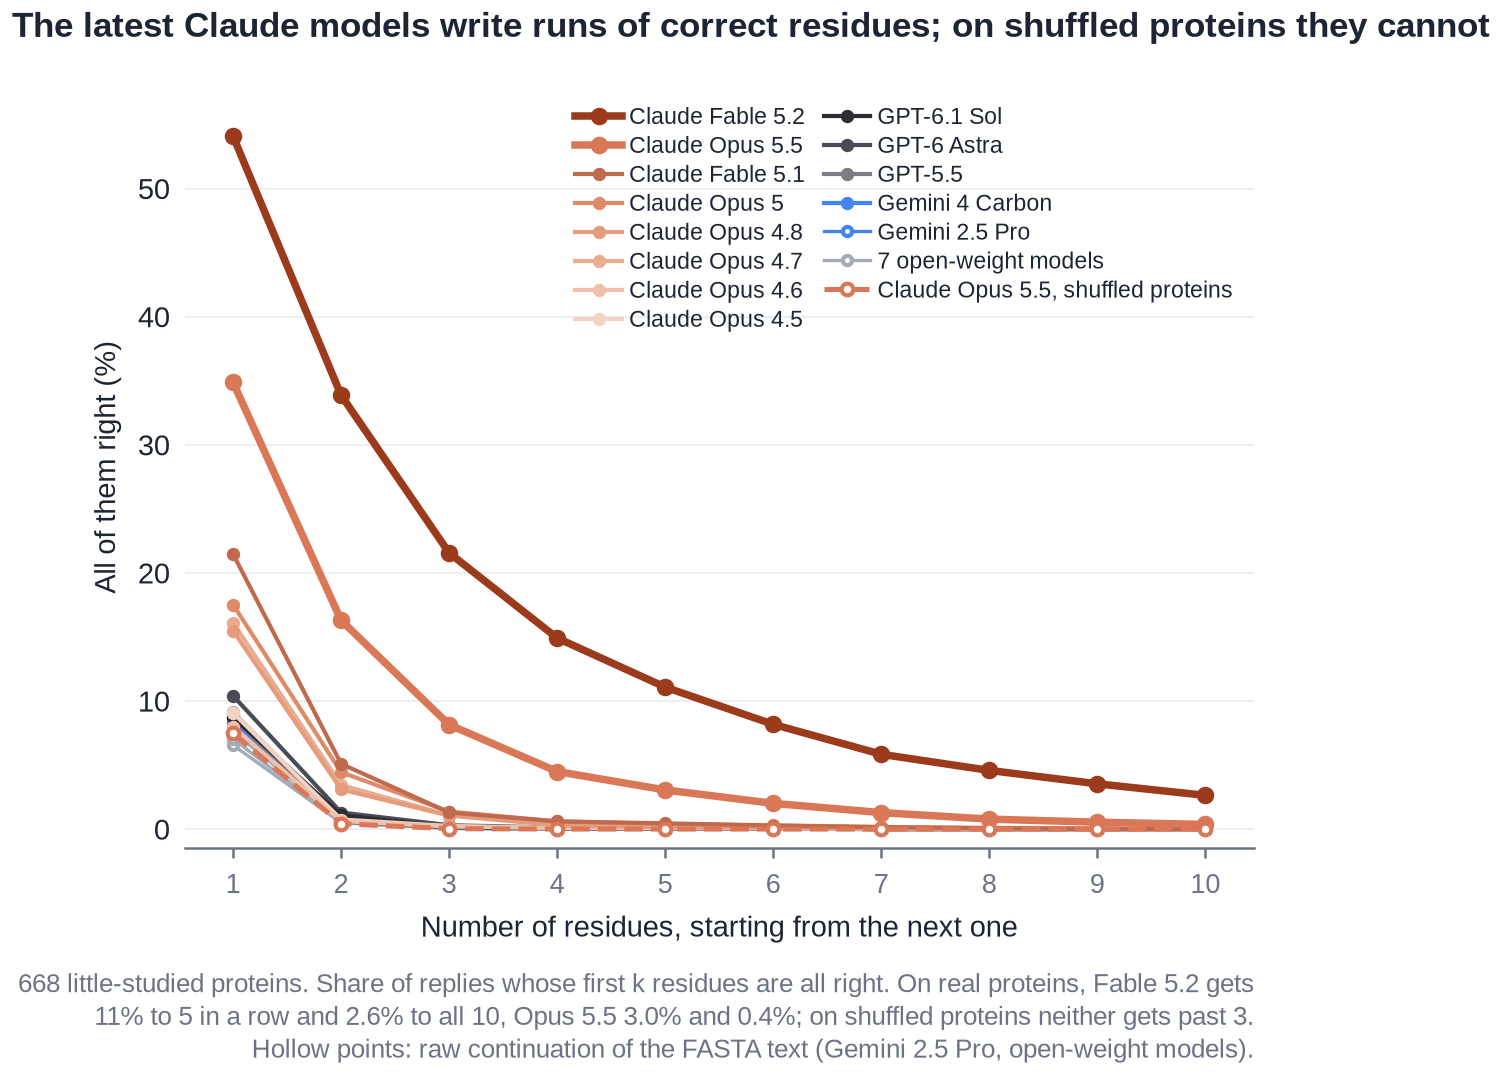 The latest Claude models write runs of correct residues; on shuffled proteins they cannot
Claude Fable 5.2
Claude Opus 5.5
Claude Fable 5.1
Claude Opus 5
Claude Opus 4.8
Claude Opus 4.7
Claude Opus 4.6
Claude Opus 4.5
GPT-6.1 Sol
GPT-6 Astra
GPT-5.5
Gemini 4 Carbon
Gemini 2.5 Pro
7 open-weight models
Claude Opus 5.5, shuffled proteins
All of them right (%)
50
40
30
20
10
0
1 2 3 4 5 6 7 8 9 10
Number of residues, starting from the next one
668 little-studied proteins. Share of replies whose first k residues are all right. On real proteins, Fable 5.2 gets
11% to 5 in a row and 2.6% to all 10, Opus 5.5 3.0% and 0.4%; on shuffled proteins neither gets past 3.
Hollow points: raw continuation of the FASTA text (Gemini 2.5 Pro, open-weight models).